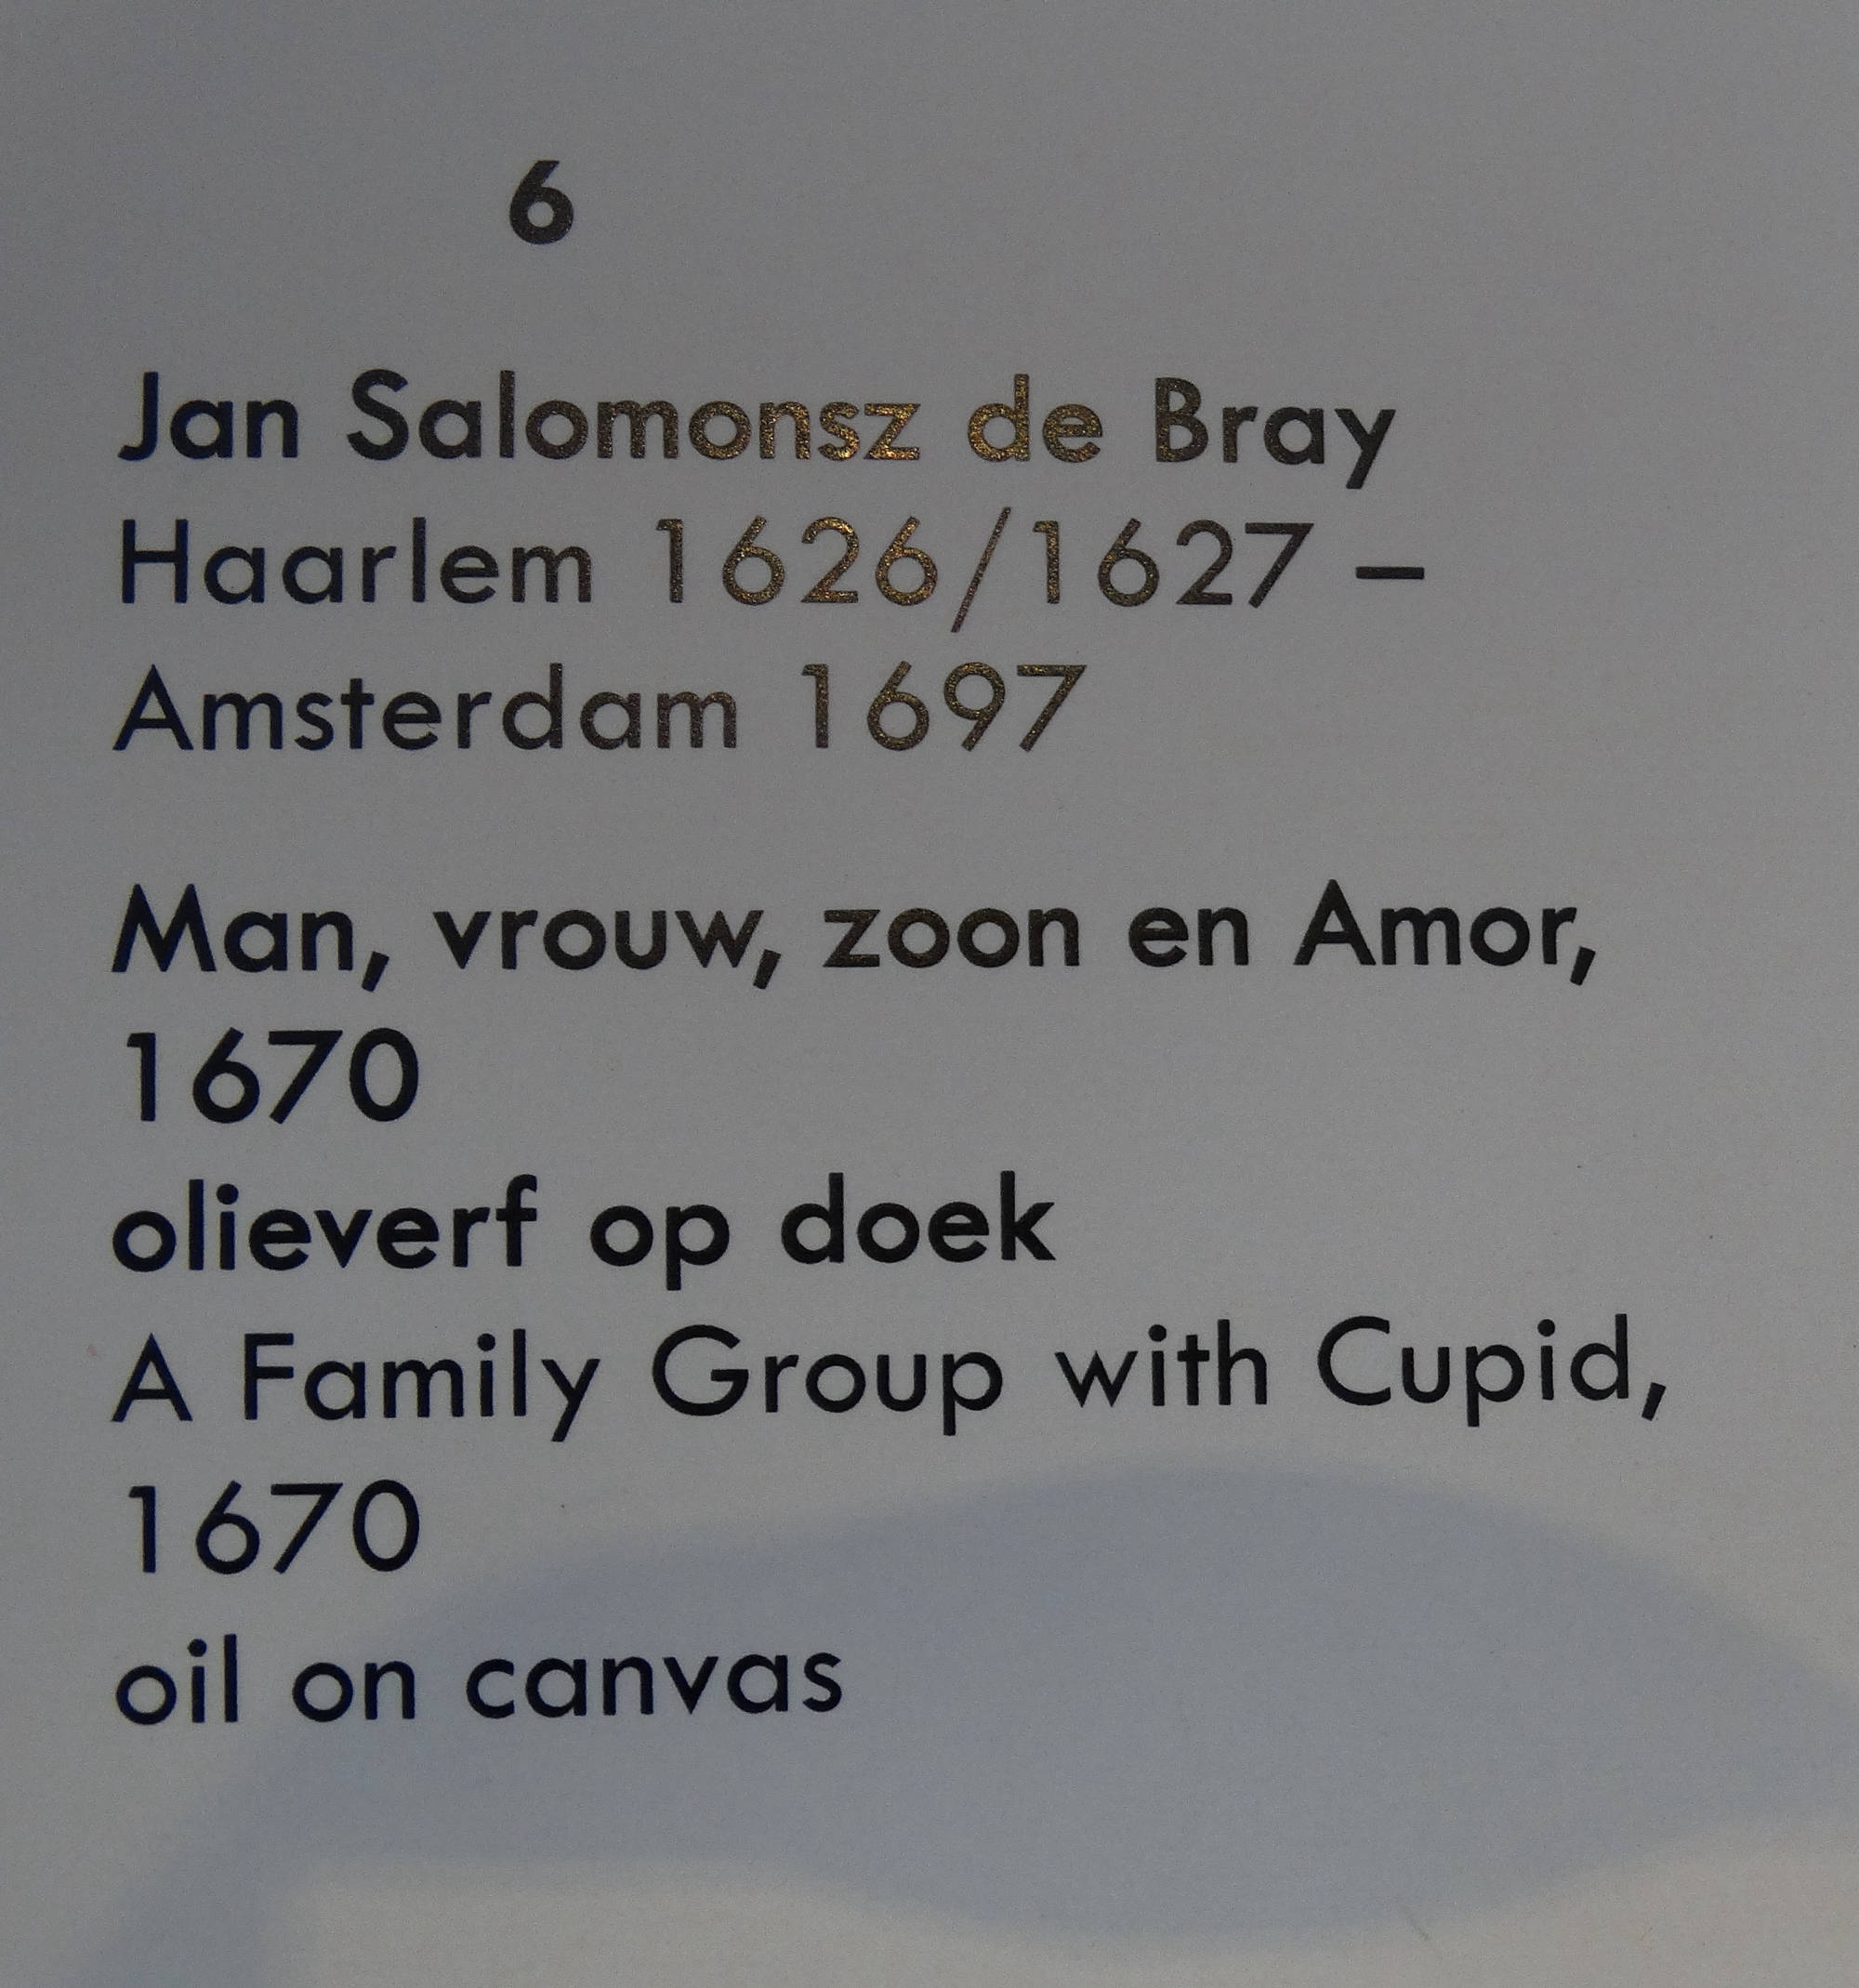 6
Jan Salomonsz de Bray
Haarlem 1626/1627 –
Amsterdam 1697
Man, vrouw, zoon en Amor,
1670
olieverf op doek
A Family Group with Cupid,
1670
oil on canvas